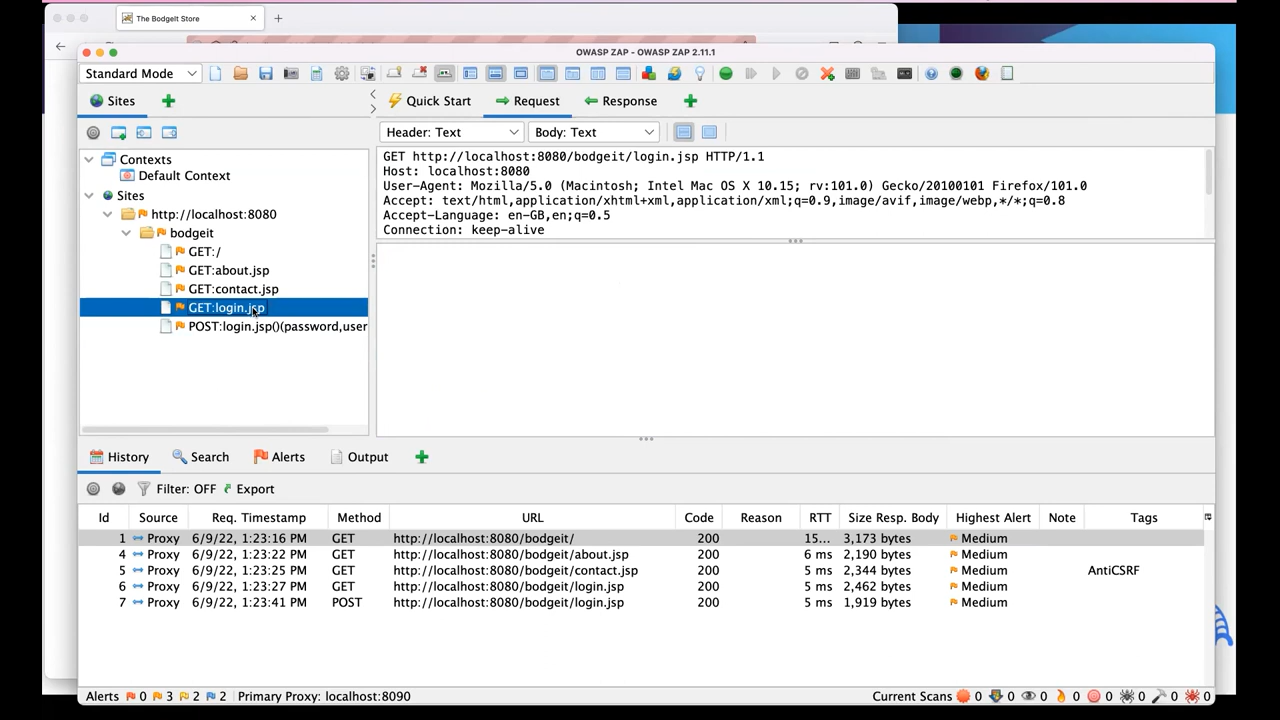 The BodgeIt Store
OWASP ZAP - OWASP ZAP 2.11.1
Standard Mode
Sites
Quick Start
Request
Response
Header: Text
Body: Text
Contexts
Default Context
Sites
http://localhost:8080
bodgeit
GET:/
GET:about.jsp
GET:contact.jsp
GET:login.jsp
POST:login.jsp()(password,user
GET http://localhost:8080/bodgeit/login.jsp HTTP/1.1
Host: localhost:8080
User-Agent: Mozilla/5.0 (Macintosh; Intel Mac OS X 10.15; rv:101.0) Gecko/20100101 Firefox/101.0
Accept: text/html,application/xhtml+xml,application/xml;q=0.9,image/avif,image/webp,*/*;q=0.8
Accept-Language: en-GB,en;q=0.5
Connection: keep-alive
History
Search
Alerts
Output
Filter: OFF
Export
Id Source Req. Timestamp Method URL Code Reason RTT Size Resp. Body Highest Alert Note Tags
1 Proxy 6/9/22, 1:23:16 PM GET http://localhost:8080/bodgeit/ 200 15... 3,173 bytes Medium
4 Proxy 6/9/22, 1:23:22 PM GET http://localhost:8080/bodgeit/about.jsp 200 6 ms 2,190 bytes Medium
5 Proxy 6/9/22, 1:23:25 PM GET http://localhost:8080/bodgeit/contact.jsp 200 5 ms 2,344 bytes Medium AntiCSRF
6 Proxy 6/9/22, 1:23:27 PM GET http://localhost:8080/bodgeit/login.jsp 200 5 ms 2,462 bytes Medium
7 Proxy 6/9/22, 1:23:41 PM POST http://localhost:8080/bodgeit/login.jsp 200 5 ms 1,919 bytes Medium
Alerts 0 3 2 2 Primary Proxy: localhost:8090
Current Scans 0 0 0 0 0 0 0 0